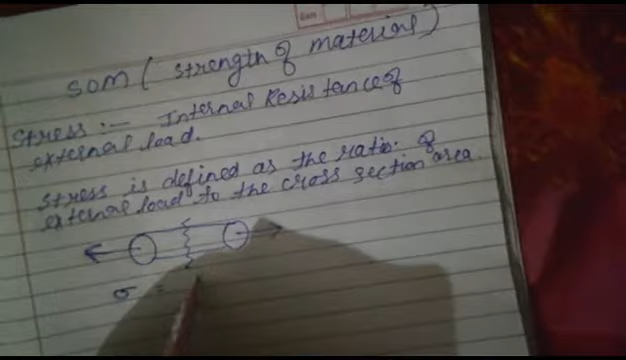 SOM ( strength of material )
Stress :- Internal Resistance of
external load.
stress is defined as the ratio of
external load to the cross section area.
σ =